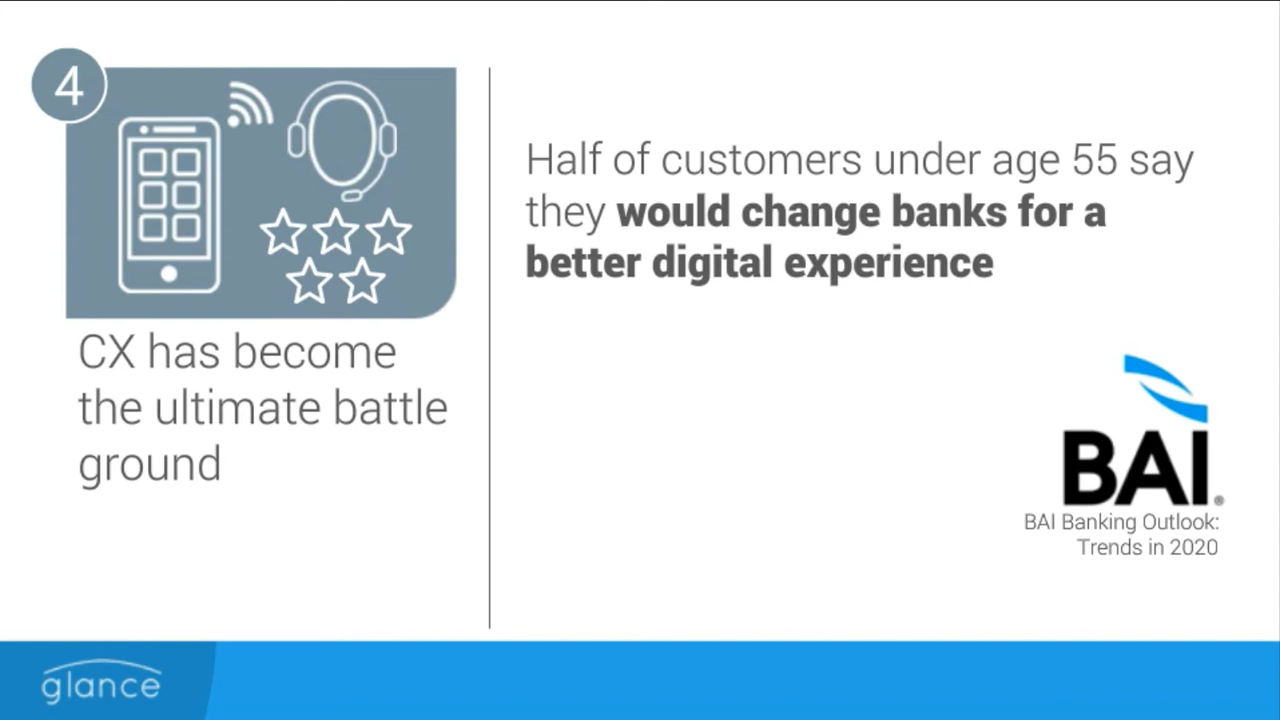 4
CX has become
the ultimate battle
ground
Half of customers under age 55 say
they would change banks for a
better digital experience
BAI®
BAI Banking Outlook:
Trends in 2020
glance